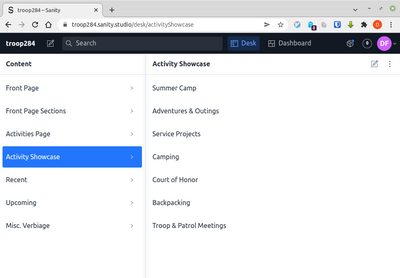 troop284 – Sanity
troop284.sanity.studio/desk/activityShowcase
troop284
Search
Desk
Dashboard
DF
Content
Front Page
Front Page Sections
Activities Page
Activity Showcase
Recent
Upcoming
Misc. Verbiage
Activity Showcase
Summer Camp
Adventures & Outings
Service Projects
Camping
Court of Honor
Backpacking
Troop & Patrol Meetings